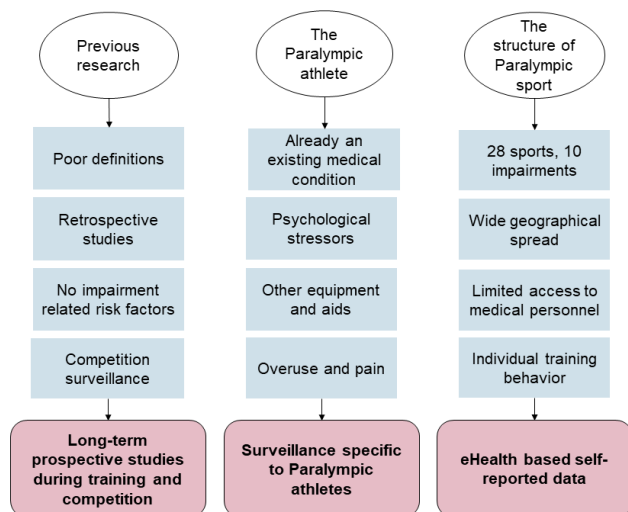 Previous
research
Poor definitions
Retrospective
studies
No impairment
related risk factors
Competition
surveillance
Long-term
prospective studies
during training and
competition
The
Paralympic
athlete
Already an
existing medical
condition
Psychological
stressors
Other equipment
and aids
Overuse and pain
Surveillance specific
to Paralympic
athletes
The
structure of
Paralympic
sport
28 sports, 10
impairments
Wide geographical
spread
Limited access to
medical personnel
Individual training
behavior
eHealth based self-
reported data